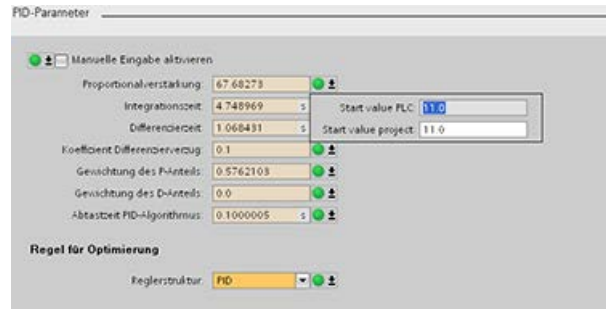 PID-Parameter
Manuelle Eingabe aktivieren
Proportionalverstärkung: 67.68273
Integrationszeit: 4.748969 s
Start value PLC: 11.0
Differenzierzeit: 1.068431 s
Start value project: 11.0
Koeffizient Differenzierverzug: 0.1
Gewichtung des P-Anteils: 0.5762103
Gewichtung des D-Anteils: 0.0
Abtastzeit PID-Algorithmus: 0.1000005 s
Regel für Optimierung
Reglerstruktur: PID